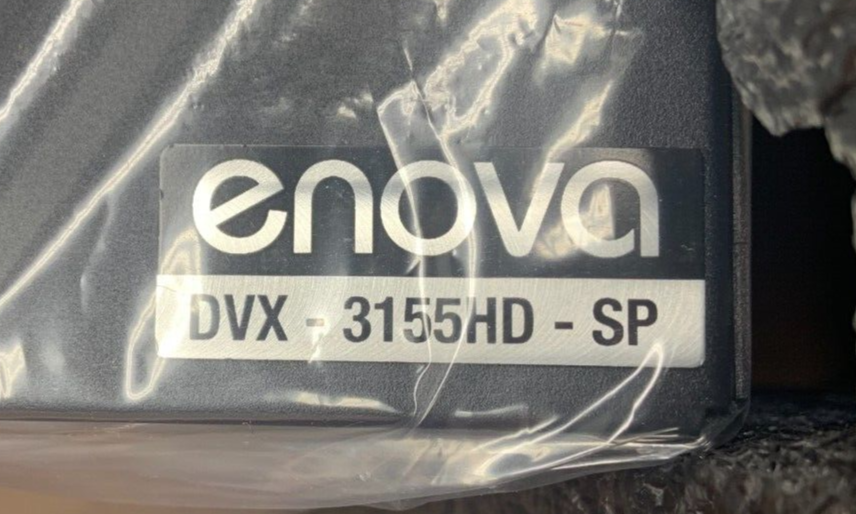 enova
DVX - 3155HD - SP